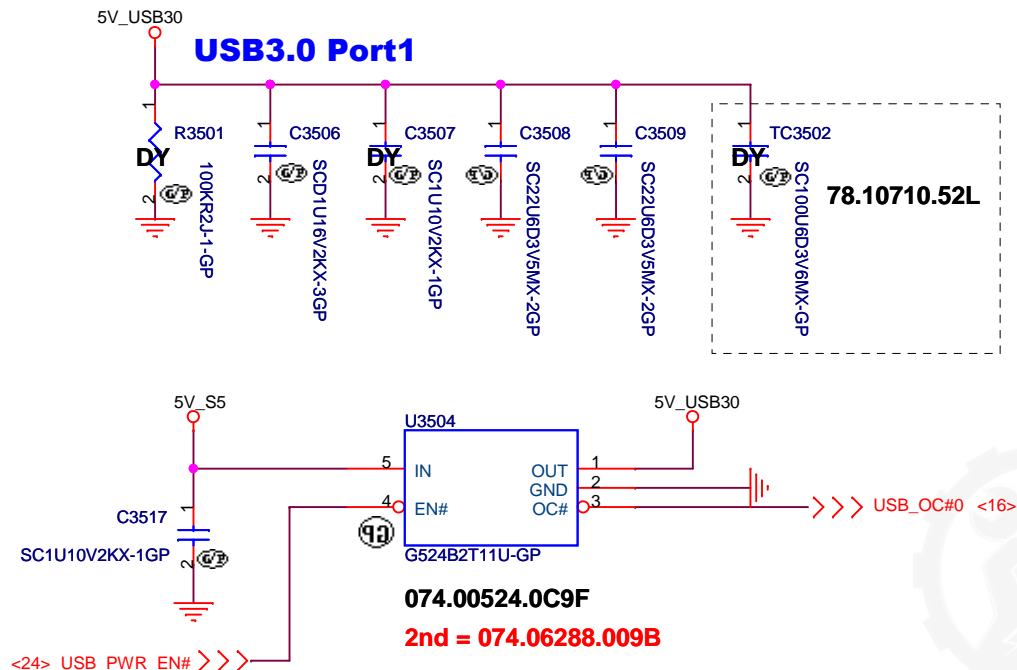 5V_USB30
USB3.0 Port1
1
R3501
DY
2
G/P
100KR2J-1-GP
1
C3506
2
G/P
SCD1U16V2KX-3GP
1
C3507
DY
2
G/P
SC1U10V2KX-1GP
1
C3508
2
G/P
SC22U6D3V5MX-2GP
1
C3509
2
G/P
SC22U6D3V5MX-2GP
1
TC3502
DY
2
G/P
SC100U6D3V6MX-GP
78.10710.52L
5V_S5
U3504
5V_USB30
5
IN
OUT
1
GND
2
4
EN#
OC#
3
USB_OC#0 <16>
C3517
1
SC1U10V2KX-1GP
2
G/P
GP
G524B2T11U-GP
074.00524.0C9F
2nd = 074.06288.009B
<24> USB_PWR_EN#